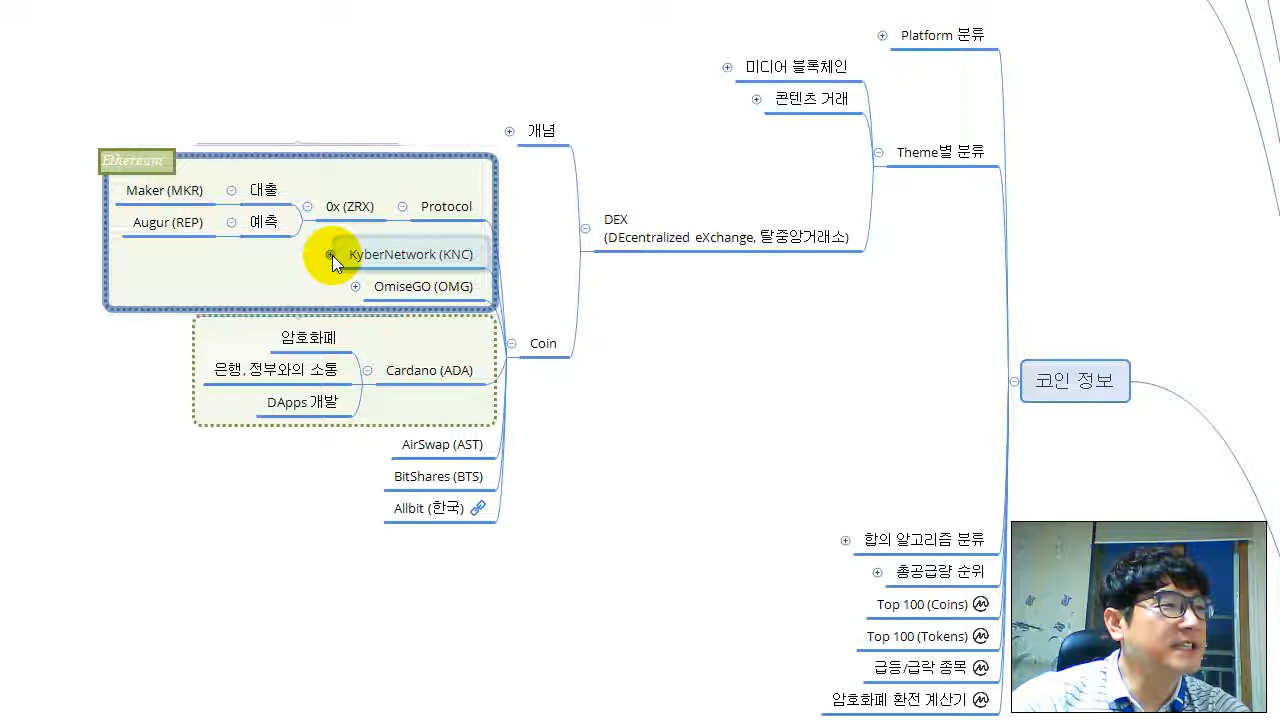 Platform 분류
미디어 블록체인
콘텐츠 거래
개념
Theme별 분류
Ethereum
Maker (MKR)
대출
0x (ZRX)
Protocol
Augur (REP)
예측
DEX
(DEcentralized eXchange, 탈중앙거래소)
KyberNetwork (KNC)
OmiseGO (OMG)
암호화폐
Coin
은행, 정부와의 소통
Cardano (ADA)
코인 정보
DApps 개발
AirSwap (AST)
BitShares (BTS)
Allbit (한국)
합의 알고리즘 분류
총공급량 순위
Top 100 (Coins)
Top 100 (Tokens)
급등/급락 종목
암호화폐 환전 계산기